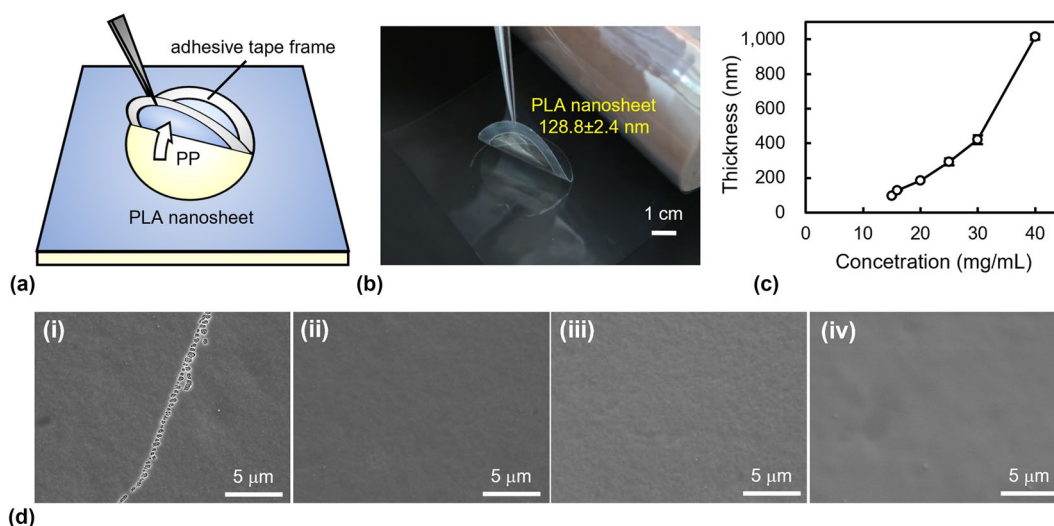 adhesive tape frame
PP
PLA nanosheet
(a)
PLA nanosheet
128.8±2.4 nm
1 cm
(b)
1,000
800
600
400
200
0
Thickness (nm)
0
10
20
30
40
Concetration (mg/mL)
(c)
(i)
5 μm
(ii)
5 μm
(iii)
5 μm
(iv)
5 μm
(d)